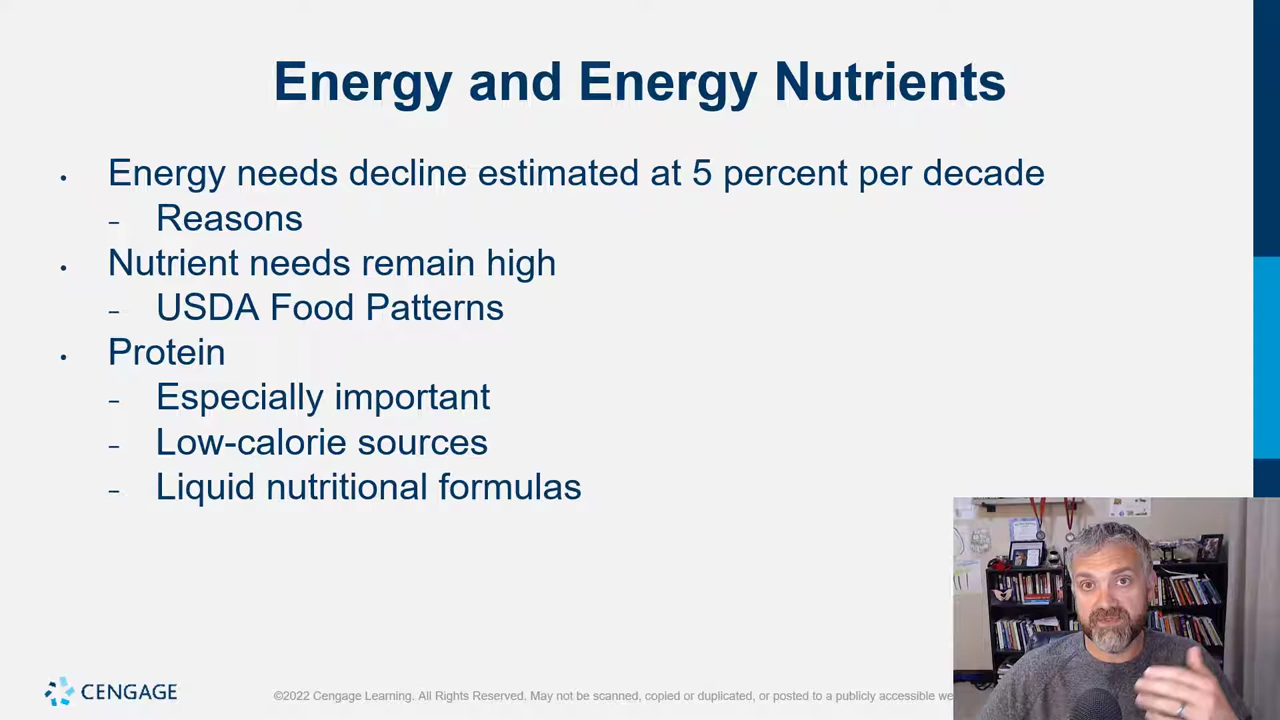 Energy and Energy Nutrients
• Energy needs decline estimated at 5 percent per decade
– Reasons
• Nutrient needs remain high
– USDA Food Patterns
• Protein
– Especially important
– Low-calorie sources
– Liquid nutritional formulas
CENGAGE
©2022 Cengage Learning. All Rights Reserved. May not be scanned, copied or duplicated, or posted to a publicly accessible we